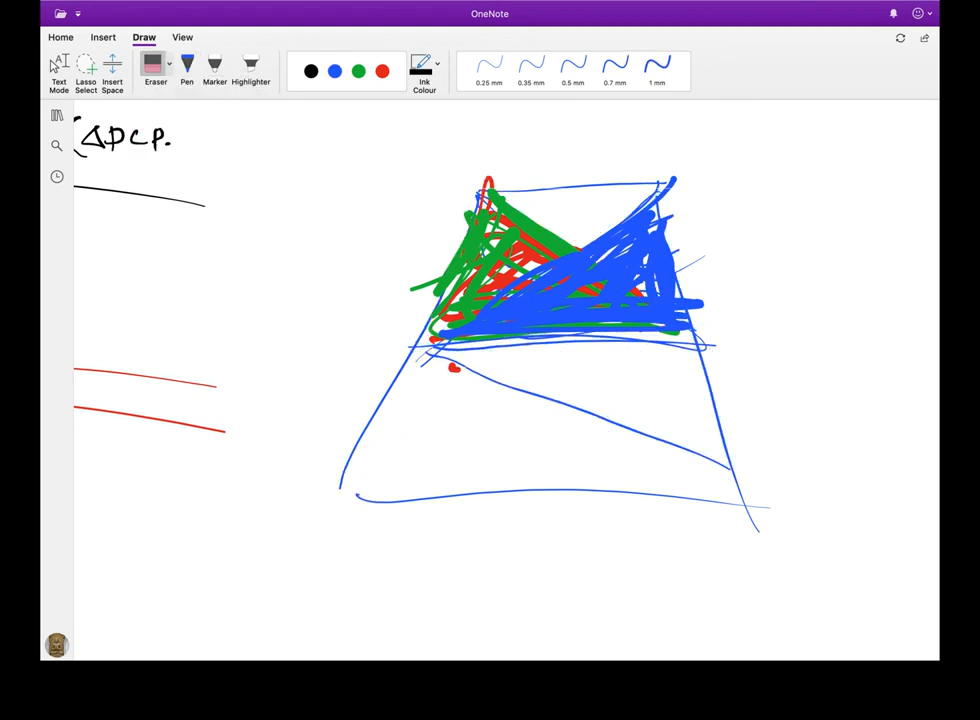 OneNote
Home Insert Draw View
Text Mode
Lasso Select
Insert Space
Eraser
Pen
Marker
Highlighter
Ink Colour
0.25 mm
0.35 mm
0.5 mm
0.7 mm
1 mm
(△DCP.